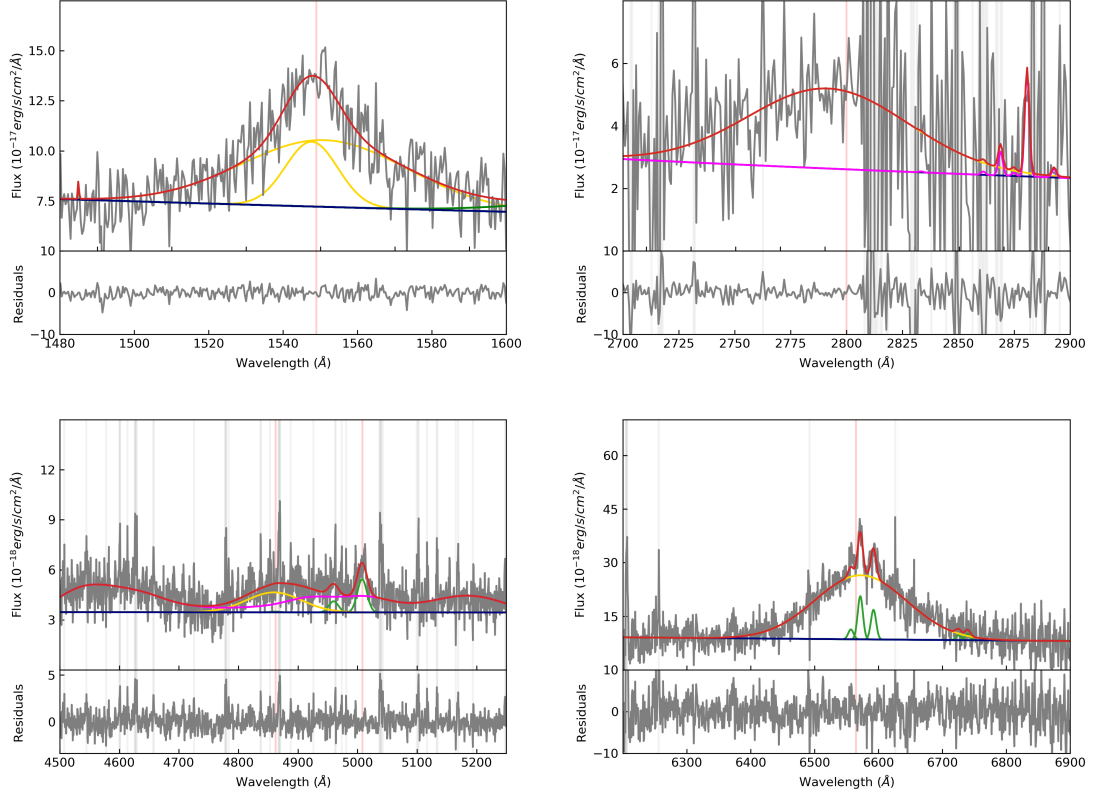 15.0
12.5
10.0
7.5
Flux (10⁻¹⁷erg/s/cm²/Å)
10
0
−10
Residuals
1480 1500 1520 1540 1560 1580 1600
Wavelength (Å)
6
4
2
Flux (10⁻¹⁷erg/s/cm²/Å)
10
0
−10
Residuals
2700 2725 2750 2775 2800 2825 2850 2875 2900
Wavelength (Å)
12
9
6
3
Flux (10⁻¹⁸erg/s/cm²/Å)
5
0
Residuals
4500 4600 4700 4800 4900 5000 5100 5200
Wavelength (Å)
60
45
30
15
Flux (10⁻¹⁸erg/s/cm²/Å)
10
0
−10
Residuals
6300 6400 6500 6600 6700 6800 6900
Wavelength (Å)